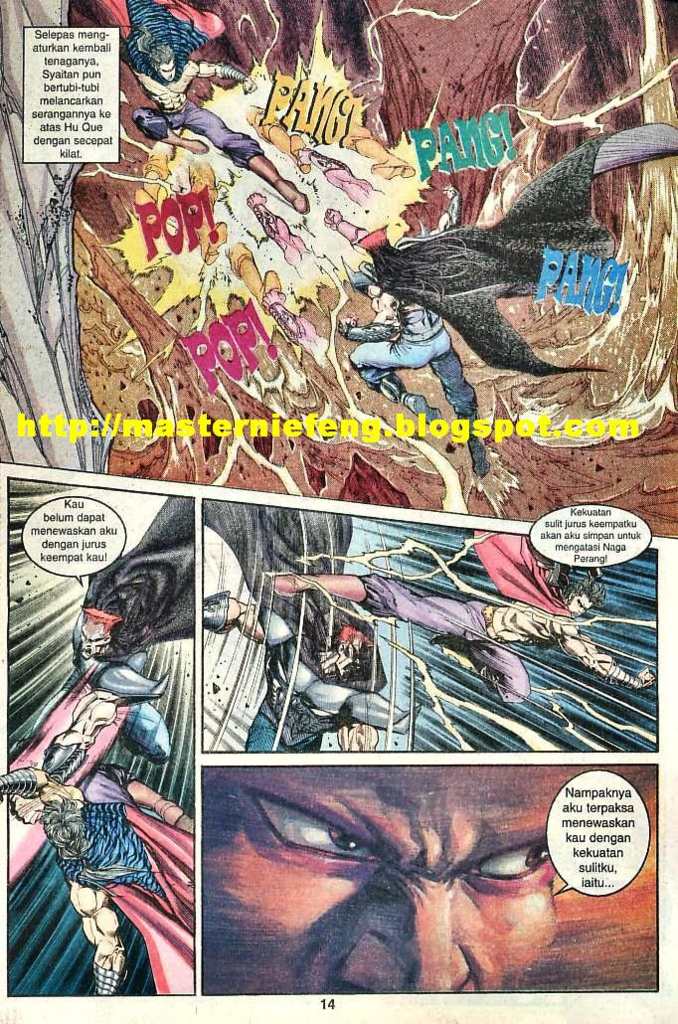 Selepas meng-
aturkan kembali
tenaganya,
Syaitan pun
bertubi-tubi
melancarkan
serangannya ke
atas Hu Que
dengan secepat
kilat.
PANG!
PANG!
POP!
PANG!
POP!
http://masterniefeng.blogspot.com
Kau
belum dapat
menewaskan aku
dengan jurus
keempat kau!
Kekuatan
sulit jurus keempatku
akan aku simpan untuk
mengatasi Naga
Perang!
Nampaknya
aku terpaksa
menewaskan
kau dengan
kekuatan
sulitku,
iaitu...
14